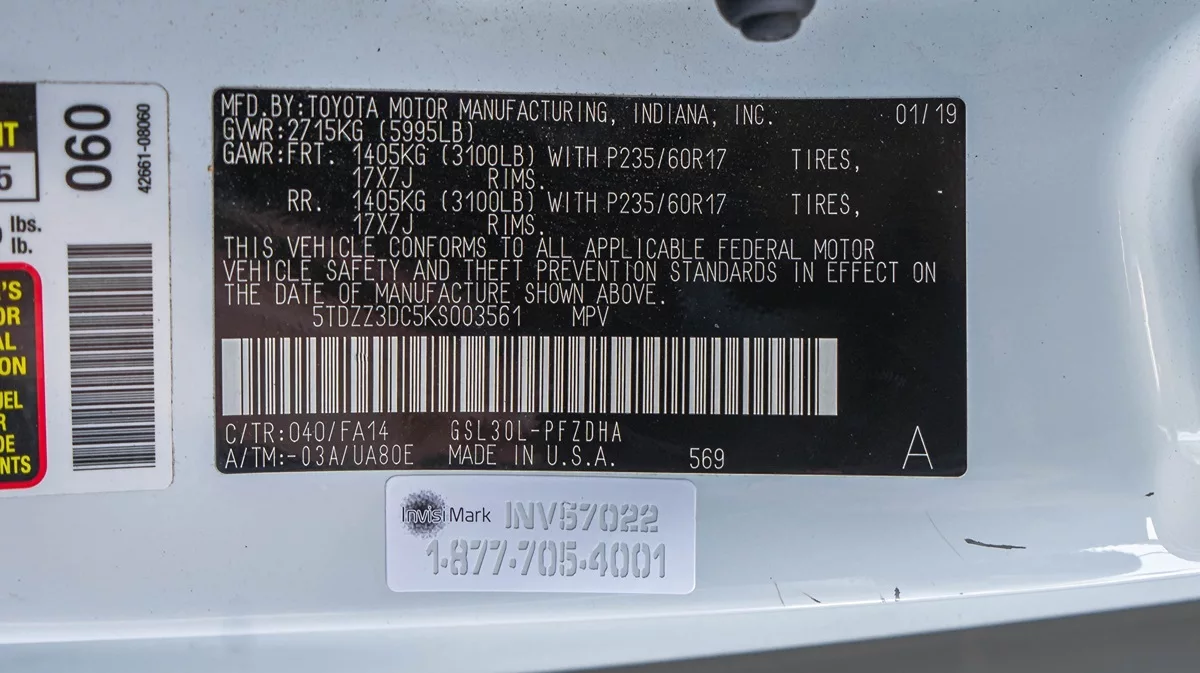 MFD.BY:TOYOTA MOTOR MANUFACTURING, INDIANA, INC. 01/19
GVWR:2715KG (5995LB)
GAWR:FRT. 1405KG (3100LB) WITH P235/60R17 TIRES,
17X7J RIMS.
RR. 1405KG (3100LB) WITH P235/60R17 TIRES,
17X7J RIMS.
THIS VEHICLE CONFORMS TO ALL APPLICABLE FEDERAL MOTOR
VEHICLE SAFETY AND THEFT PREVENTION STANDARDS IN EFFECT ON
THE DATE OF MANUFACTURE SHOWN ABOVE.
5TDZZ3DC5KS003561 MPV
C/TR:040/FA14 GSL30L-PFZDHA
A/TM:-03A/UA80E MADE IN U.S.A. 569 A
InvisiMark INV57022
1-877-705-4001
060
42661-08060
5
lbs.
lb.